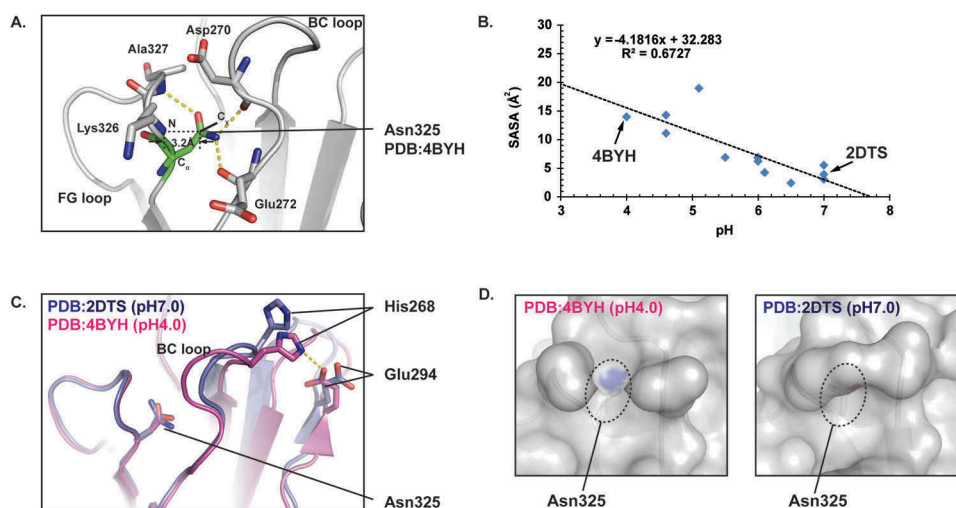 A.
BC loop
Asp270
Ala327
C
N
Lys326
3.2Å
Cα
Asn325
PDB:4BYH
FG loop
Glu272
B.
y = -4.1816x + 32.283
R² = 0.6727
SASA (Å²)
30
25
20
15
10
5
0
4BYH
2DTS
3 4 5 6 7 8
pH
C.
PDB:2DTS (pH7.0)
PDB:4BYH (pH4.0)
BC loop
His268
Glu294
Asn325
D.
PDB:4BYH (pH4.0)
PDB:2DTS (pH7.0)
Asn325
Asn325